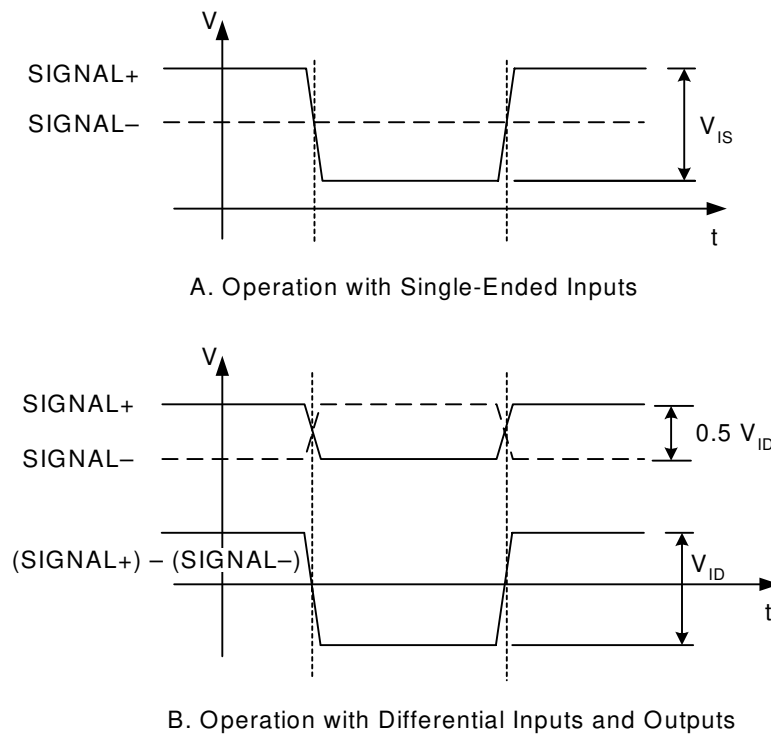 V
SIGNAL+
SIGNAL–
V_IS
t
A. Operation with Single-Ended Inputs
V
SIGNAL+
0.5 V_ID
SIGNAL–
(SIGNAL+) – (SIGNAL–)
V_ID
t
B. Operation with Differential Inputs and Outputs